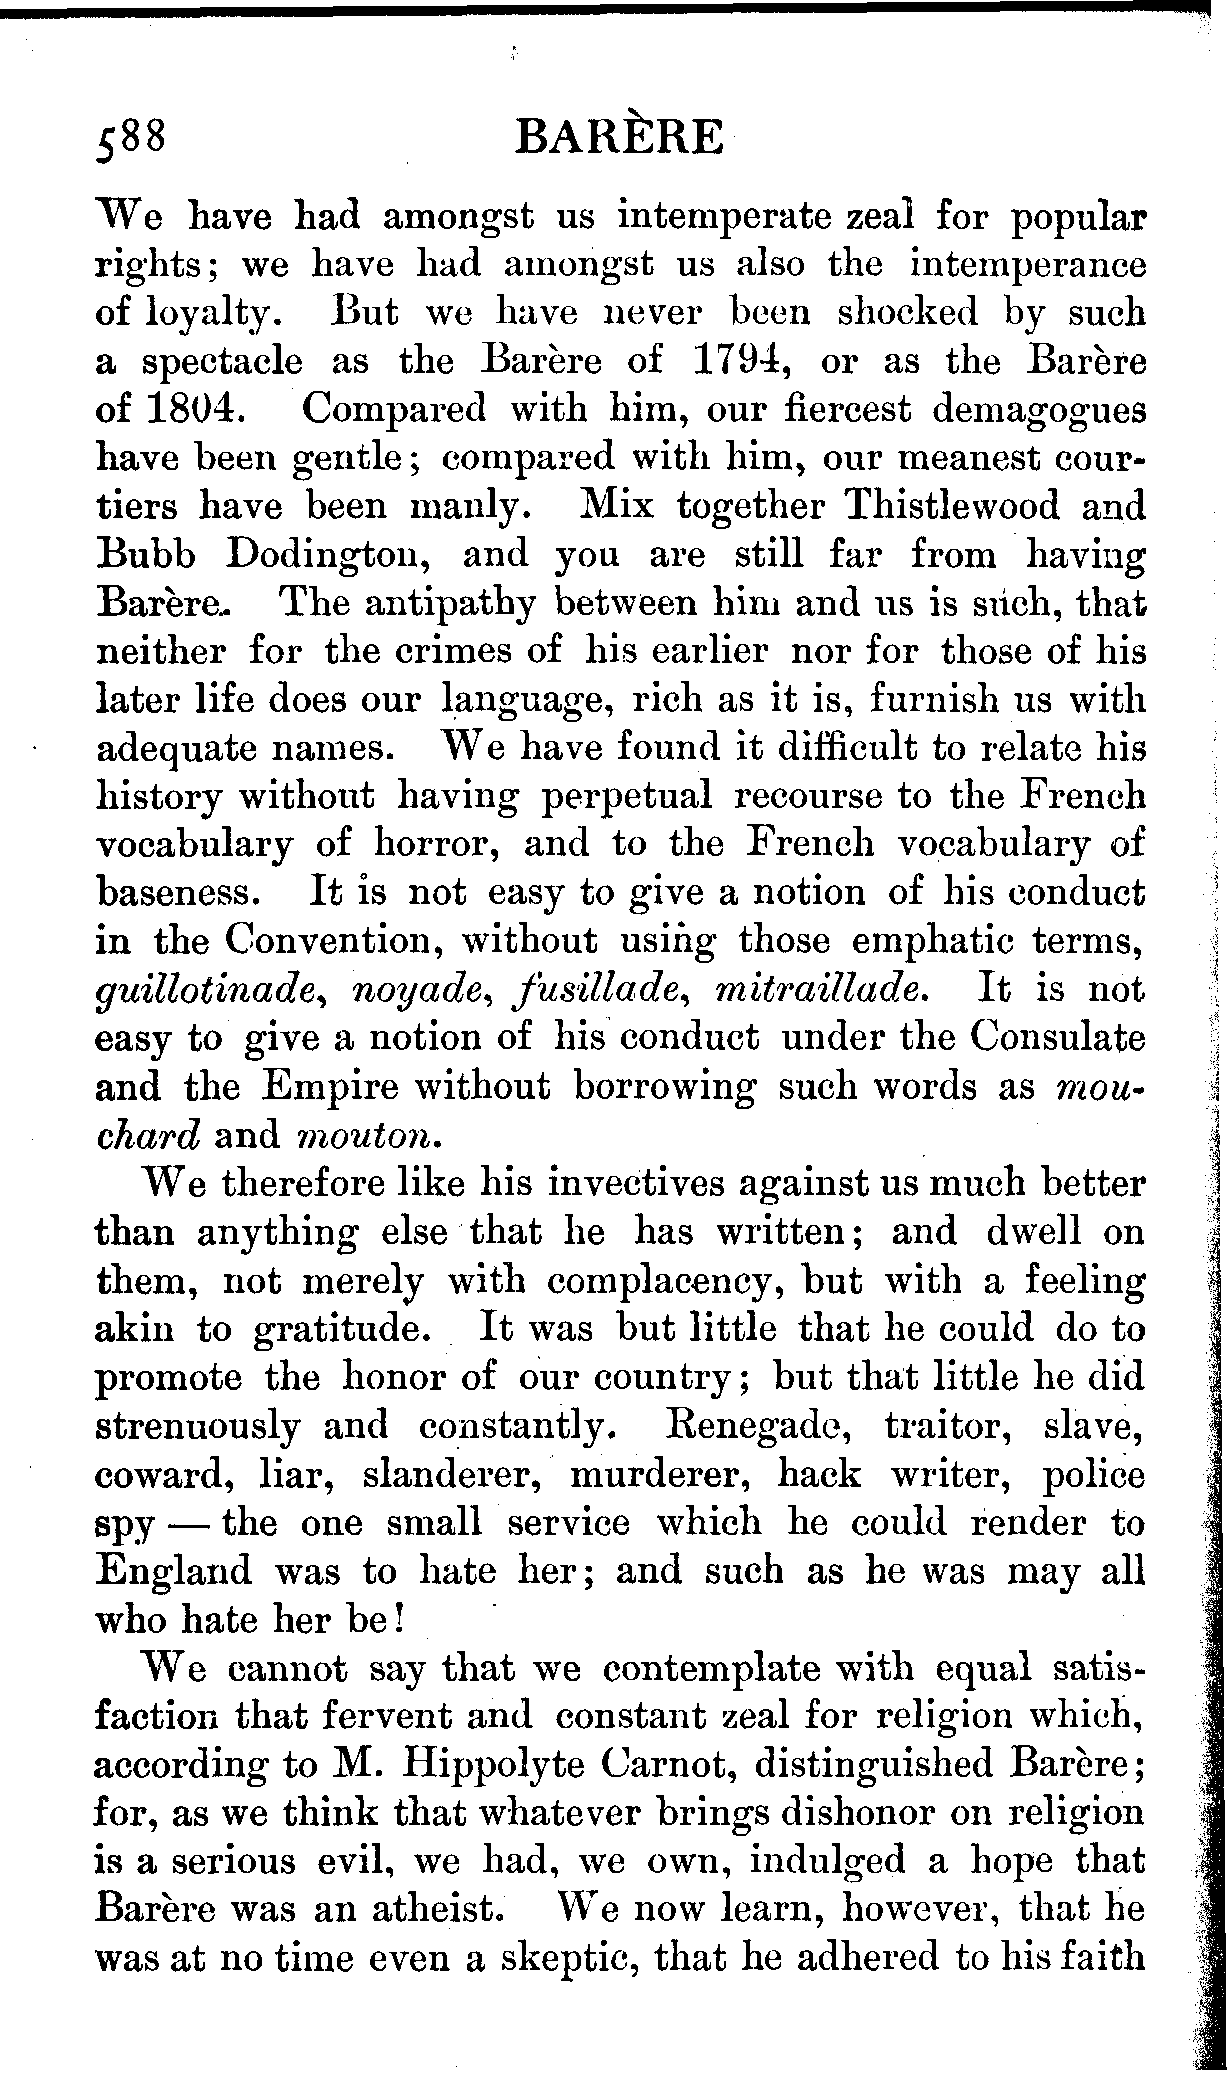 588 BARÈRE
We have had amongst us intemperate zeal for popular
rights; we have had amongst us also the intemperance
of loyalty. But we have never been shocked by such
a spectacle as the Barère of 1794, or as the Barère
of 1804. Compared with him, our fiercest demagogues
have been gentle; compared with him, our meanest cour-
tiers have been manly. Mix together Thistlewood and
Bubb Dodington, and you are still far from having
Barère. The antipathy between him and us is such, that
neither for the crimes of his earlier nor for those of his
later life does our language, rich as it is, furnish us with
adequate names. We have found it difficult to relate his
history without having perpetual recourse to the French
vocabulary of horror, and to the French vocabulary of
baseness. It is not easy to give a notion of his conduct
in the Convention, without using those emphatic terms,
guillotinade, noyade, fusillade, mitraillade. It is not
easy to give a notion of his conduct under the Consulate
and the Empire without borrowing such words as mou-
chard and mouton.
We therefore like his invectives against us much better
than anything else that he has written; and dwell on
them, not merely with complacency, but with a feeling
akin to gratitude. It was but little that he could do to
promote the honor of our country; but that little he did
strenuously and constantly. Renegade, traitor, slave,
coward, liar, slanderer, murderer, hack writer, police
spy — the one small service which he could render to
England was to hate her; and such as he was may all
who hate her be!
We cannot say that we contemplate with equal satis-
faction that fervent and constant zeal for religion which,
according to M. Hippolyte Carnot, distinguished Barère;
for, as we think that whatever brings dishonor on religion
is a serious evil, we had, we own, indulged a hope that
Barère was an atheist. We now learn, however, that he
was at no time even a skeptic, that he adhered to his faith